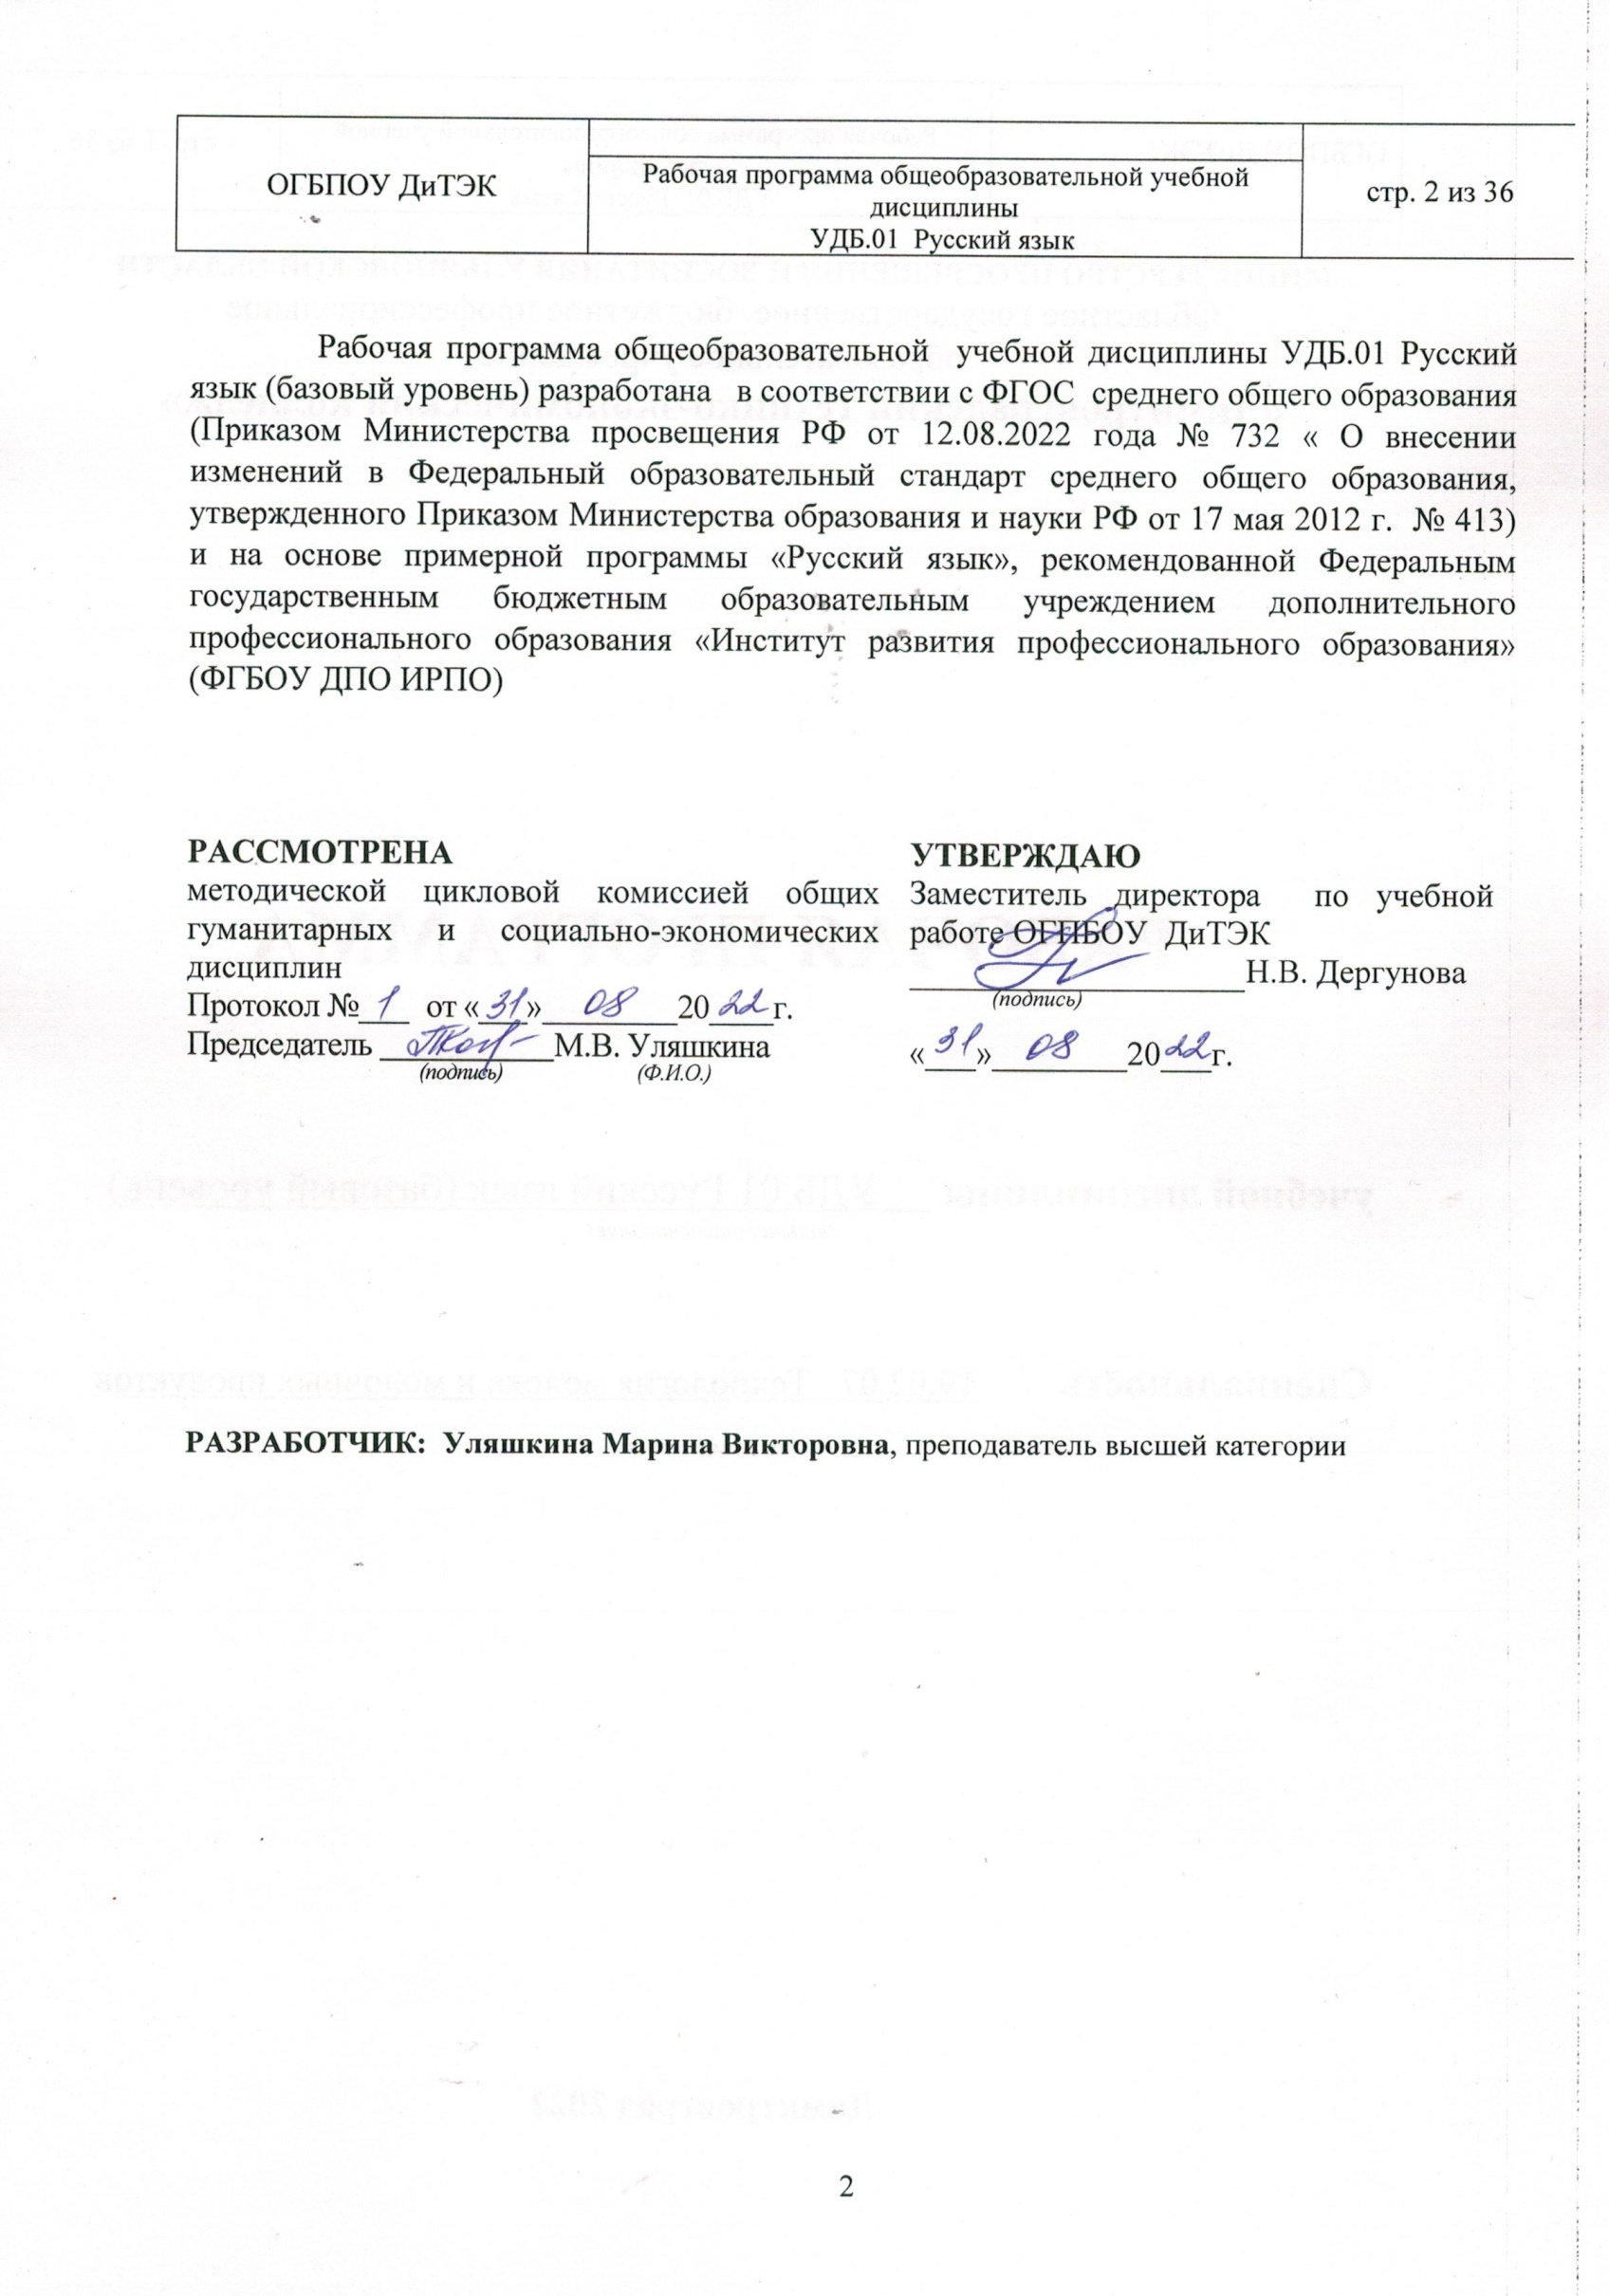 ОГБПОУ ДиТЭК
Рабочая программа общеобразовательной учебной
дисциплины
УДБ.01 Русский язык
стр. 2 из 36
Рабочая программа общеобразовательной учебной дисциплины УДБ.01 Русский
язык (базовый уровень) разработана в соответствии с ФГОС среднего общего образования
(Приказом Министерства просвещения РФ от 12.08.2022 года № 732 « О внесении
изменений в Федеральный образовательный стандарт среднего общего образования,
утвержденного Приказом Министерства образования и науки РФ от 17 мая 2012 г. № 413)
и на основе примерной программы «Русский язык», рекомендованной Федеральным
государственным бюджетным образовательным учреждением дополнительного
профессионального образования «Институт развития профессионального образования»
(ФГБОУ ДПО ИРПО)
РАССМОТРЕНА
методической цикловой комиссией общих
гуманитарных и социально-экономических
дисциплин
Протокол № 1 от «31» 08 2022 г.
Председатель М.В. Уляшкина
(подпись) (Ф.И.О.)
УТВЕРЖДАЮ
Заместитель директора по учебной
работе ОГПБОУ ДиТЭК
Н.В. Дергунова
(подпись)
«31» 08 2022г.
РАЗРАБОТЧИК: Уляшкина Марина Викторовна, преподаватель высшей категории
2